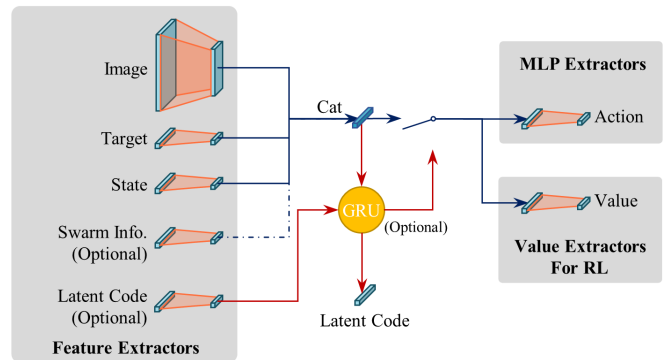 Image
Target
State
Swarm Info.
(Optional)
Latent Code
(Optional)
Feature Extractors
Cat
GRU
(Optional)
Latent Code
MLP Extractors
Action
Value
Value Extractors
For RL